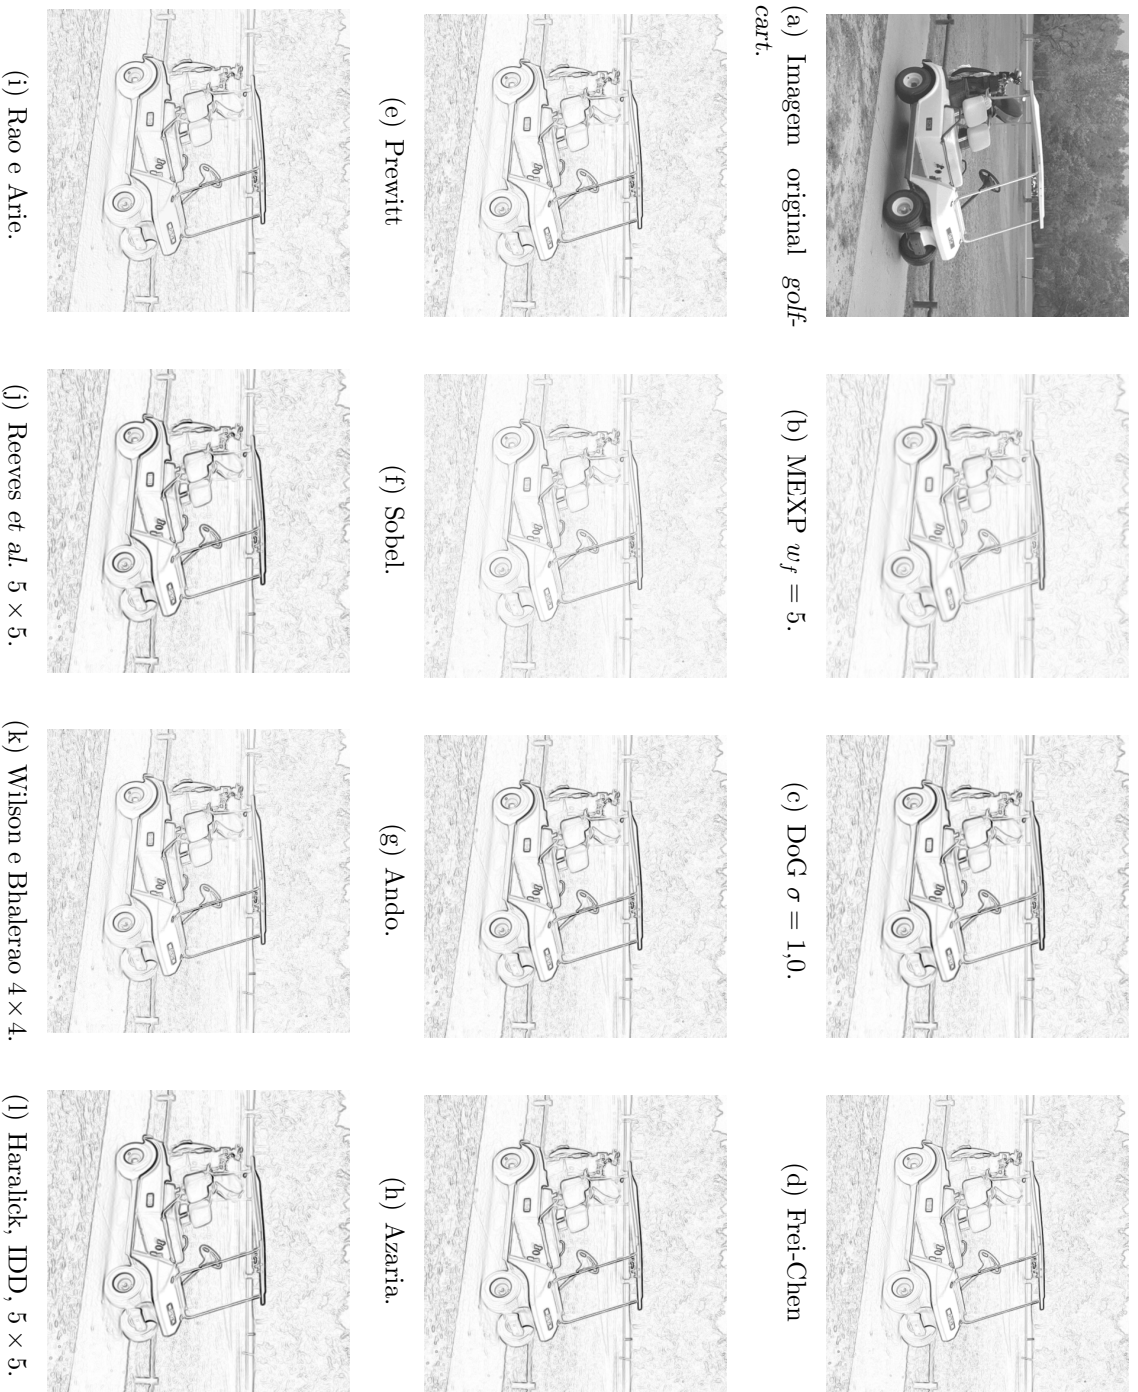 (a) Imagem original golf-
cart.
(b) MEXP w_f = 5.
(c) DoG σ = 1,0.
(d) Frei-Chen
(e) Prewitt
(f) Sobel.
(g) Ando.
(h) Azaria.
(i) Rao e Arie.
(j) Reeves et al. 5 × 5.
(k) Wilson e Bhalerao 4×4.
(l) Haralick, IDD, 5 × 5.